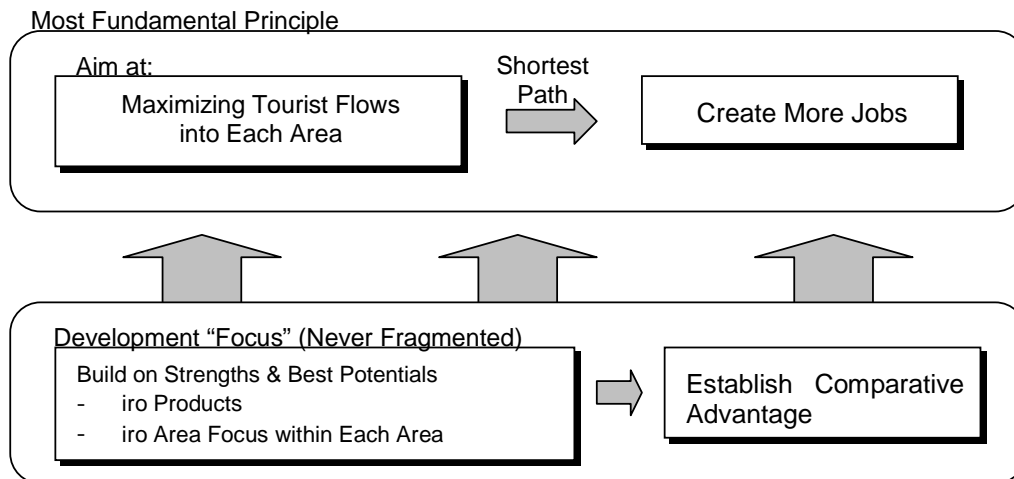 Most Fundamental Principle
Aim at:
Maximizing Tourist Flows
into Each Area
Shortest
Path
Create More Jobs
Development “Focus” (Never Fragmented)
Build on Strengths & Best Potentials
- iro Products
- iro Area Focus within Each Area
Establish Comparative
Advantage